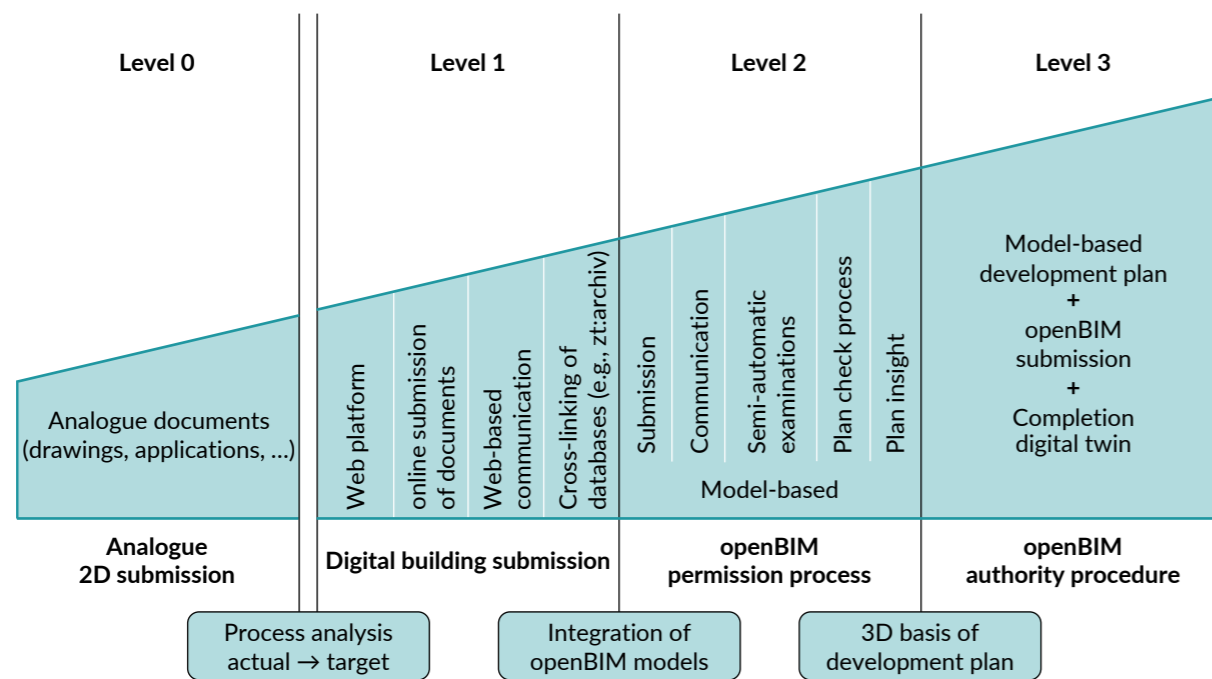 Level 0
Level 1
Level 2
Level 3
Analogue documents
(drawings, applications, ...)
Web platform
online submission
of documents
Web-based
communication
Cross-linking of
databases (e.g., zt:archiv)
Submission
Communication
Semi-automatic
examinations
Plan check process
Plan insight
Model-based
Model-based
development plan
+
openBIM
submission
+
Completion
digital twin
Analogue
2D submission
Digital building submission
openBIM
permission process
openBIM
authority procedure
Process analysis
actual → target
Integration of
openBIM models
3D basis of
development plan